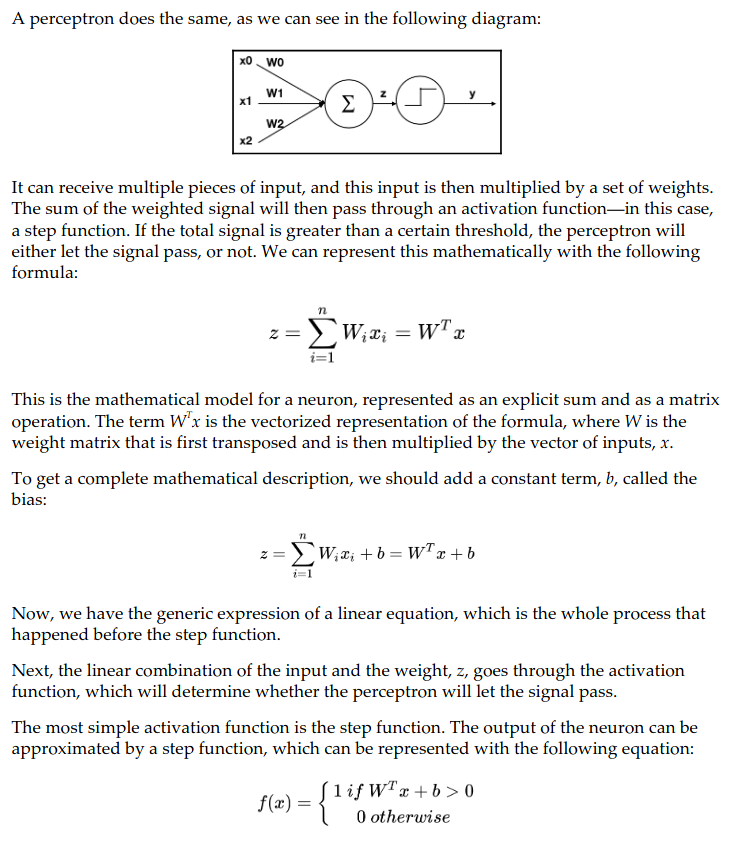 A perceptron does the same, as we can see in the following diagram:
x0 W0
W1
x1 Σ z y
W2
x2
It can receive multiple pieces of input, and this input is then multiplied by a set of weights.
The sum of the weighted signal will then pass through an activation function—in this case,
a step function. If the total signal is greater than a certain threshold, the perceptron will
either let the signal pass, or not. We can represent this mathematically with the following
formula:
z = ∑_{i=1}^{n} W_i x_i = W^T x
This is the mathematical model for a neuron, represented as an explicit sum and as a matrix
operation. The term W^T x is the vectorized representation of the formula, where W is the
weight matrix that is first transposed and is then multiplied by the vector of inputs, x.
To get a complete mathematical description, we should add a constant term, b, called the
bias:
z = ∑_{i=1}^{n} W_i x_i + b = W^T x + b
Now, we have the generic expression of a linear equation, which is the whole process that
happened before the step function.
Next, the linear combination of the input and the weight, z, goes through the activation
function, which will determine whether the perceptron will let the signal pass.
The most simple activation function is the step function. The output of the neuron can be
approximated by a step function, which can be represented with the following equation:
f(x) = { 1 if W^T x + b > 0
0 otherwise